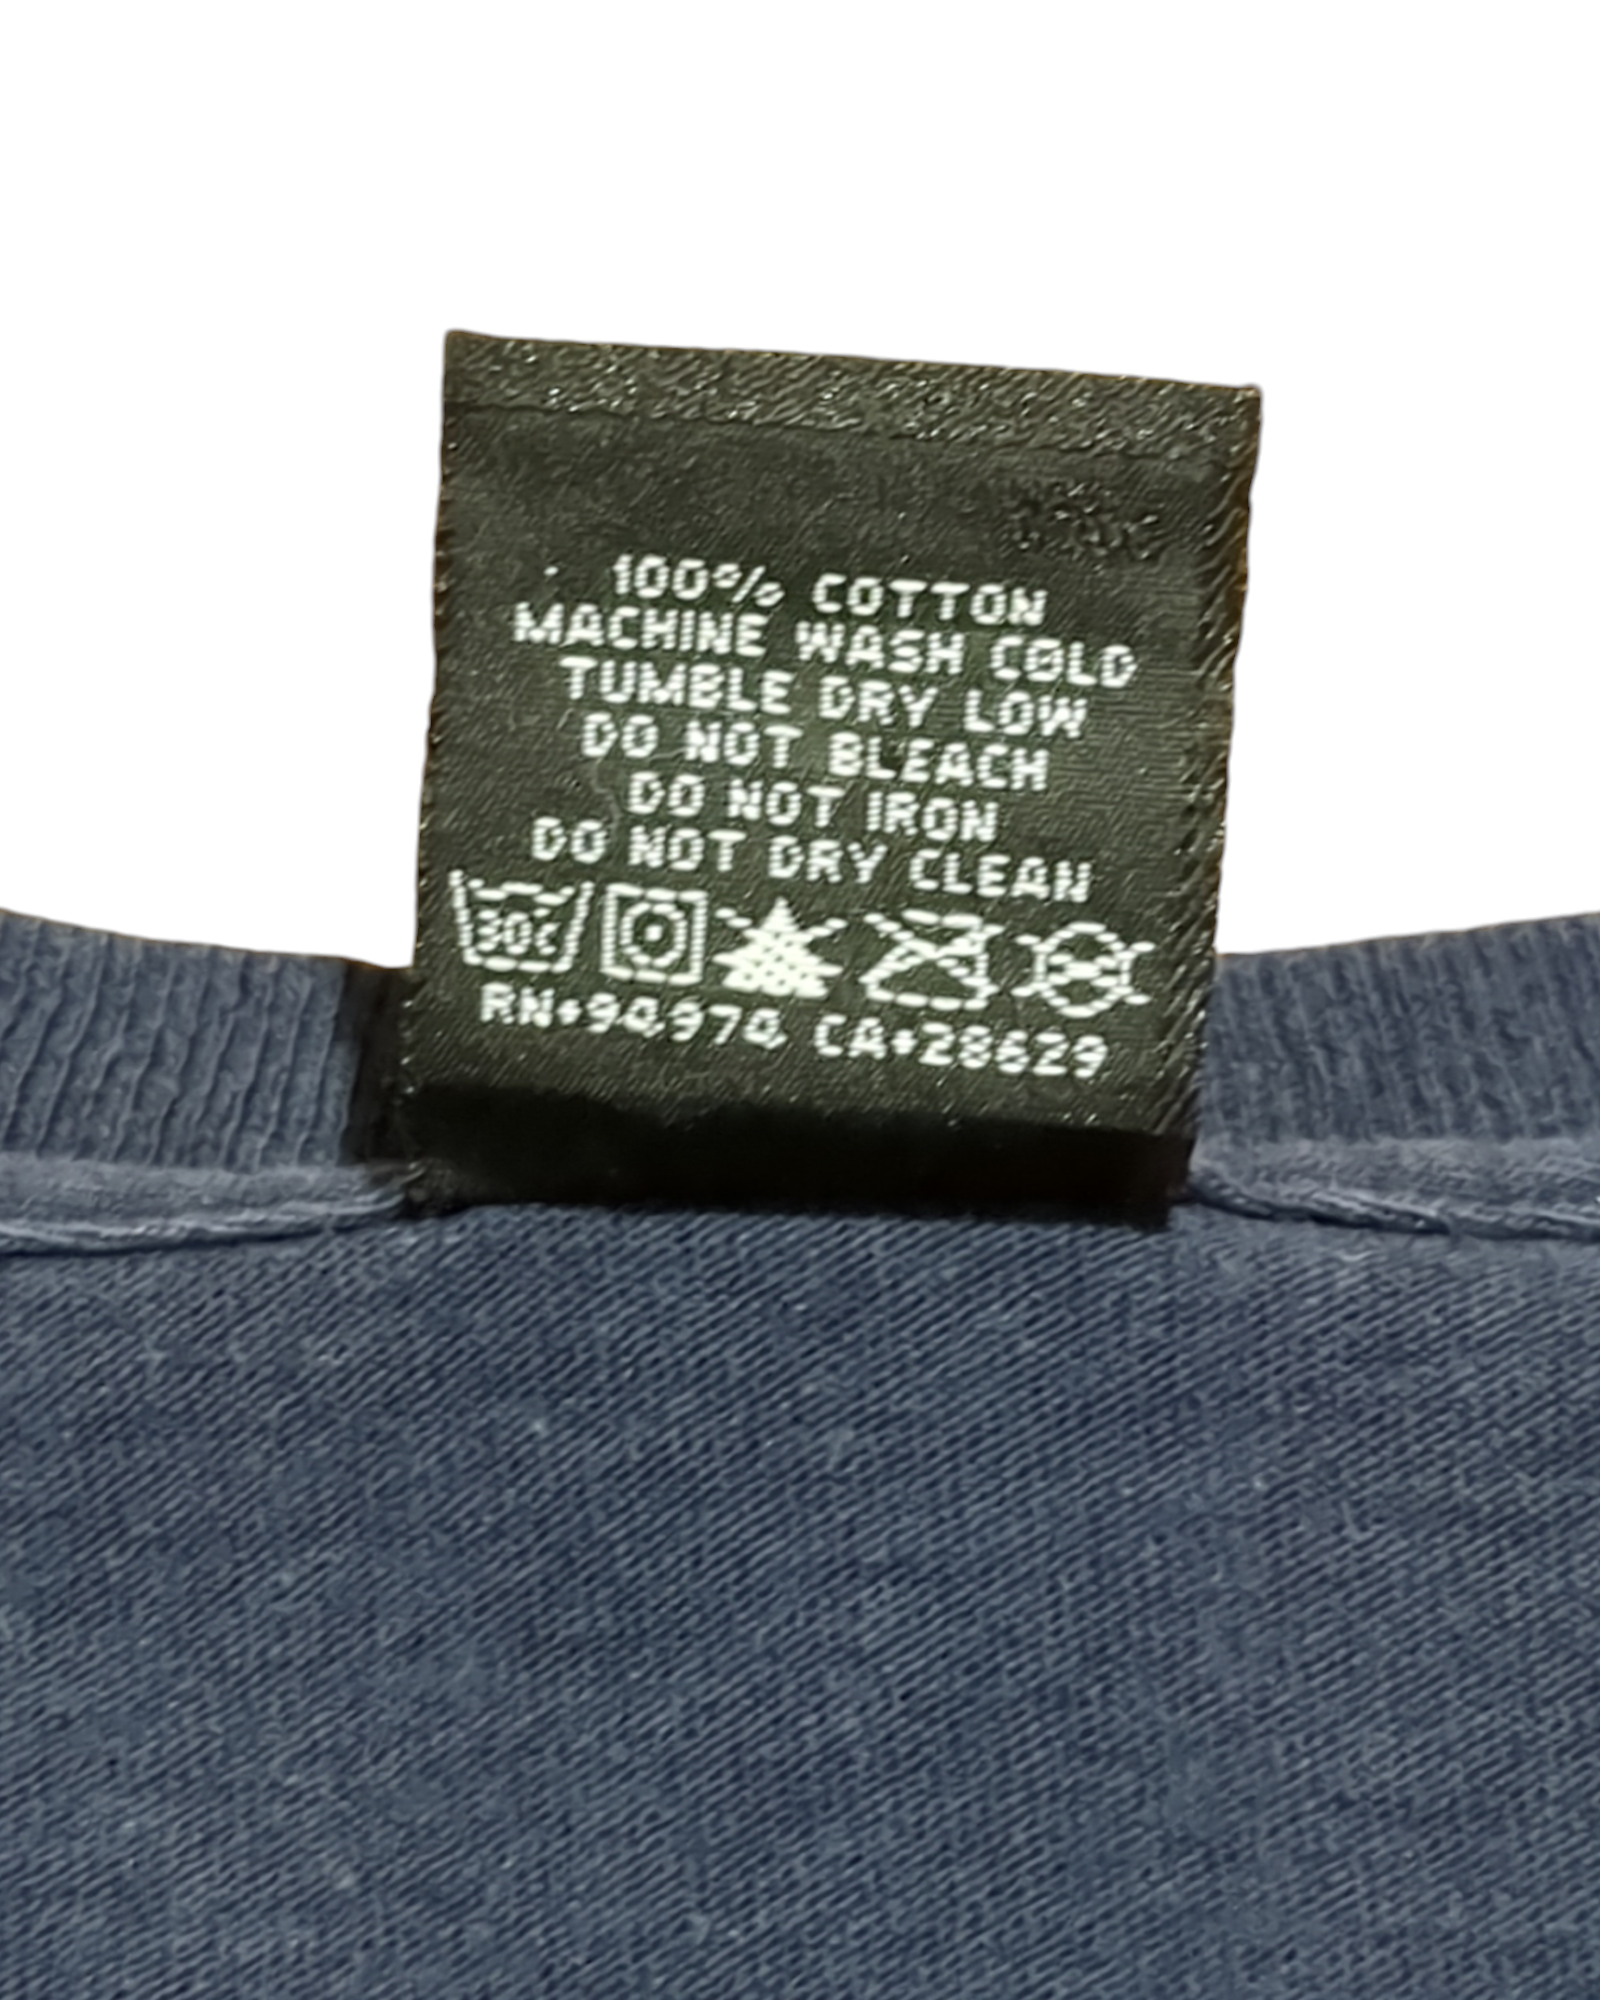 100% COTTON
MACHINE WASH COLD
TUMBLE DRY LOW
DO NOT BLEACH
DO NOT IRON
DO NOT DRY CLEAN
30c
RN◆94974 CA◆28629